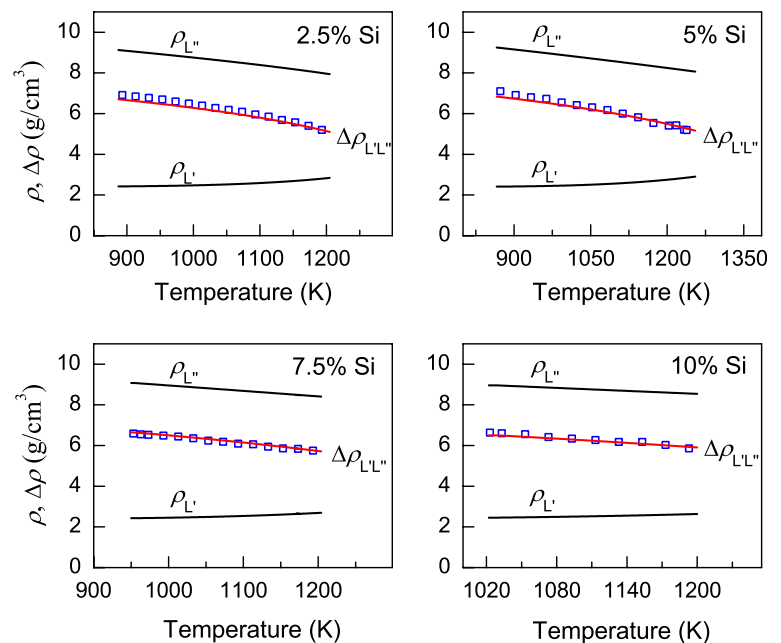 2.5% Si
ρL"
ΔρL'L"
ρL'
ρ, Δρ (g/cm³)
10
8
6
4
2
0
900 1000 1100 1200
Temperature (K)
5% Si
ρL"
ΔρL'L"
ρL'
10
8
6
4
2
0
900 1050 1200 1350
Temperature (K)
7.5% Si
ρL"
ΔρL'L"
ρL'
ρ, Δρ (g/cm³)
10
8
6
4
2
0
900 1000 1100 1200
Temperature (K)
10% Si
ρL"
ΔρL'L"
ρL'
10
8
6
4
2
0
1020 1080 1140 1200
Temperature (K)